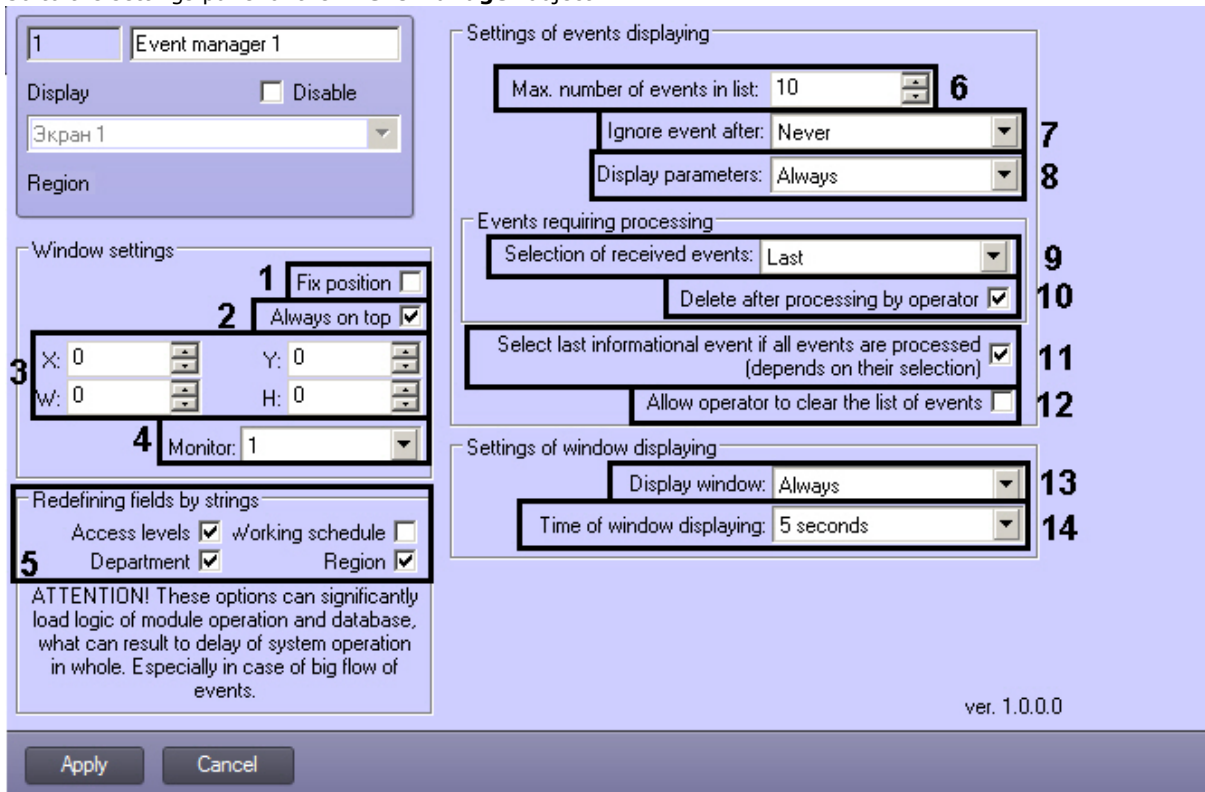 1 Event manager 1
Display Disable
Экран 1
Region
Window settings
1 Fix position
2 Always on top
3 X: 0 Y: 0
W: 0 H: 0
4 Monitor: 1
Redefining fields by strings
Access levels Working schedule
5 Department Region
ATTENTION! These options can significantly
load logic of module operation and database,
what can result to delay of system operation
in whole. Especially in case of big flow of
events.
Settings of events displaying
Max. number of events in list: 10 6
Ignore event after: Never 7
Display parameters: Always 8
Events requiring processing
Selection of received events: Last 9
Delete after processing by operator 10
Select last informational event if all events are processed
(depends on their selection) 11
Allow operator to clear the list of events 12
Settings of window displaying
Display window: Always 13
Time of window displaying: 5 seconds 14
ver. 1.0.0.0
Apply Cancel